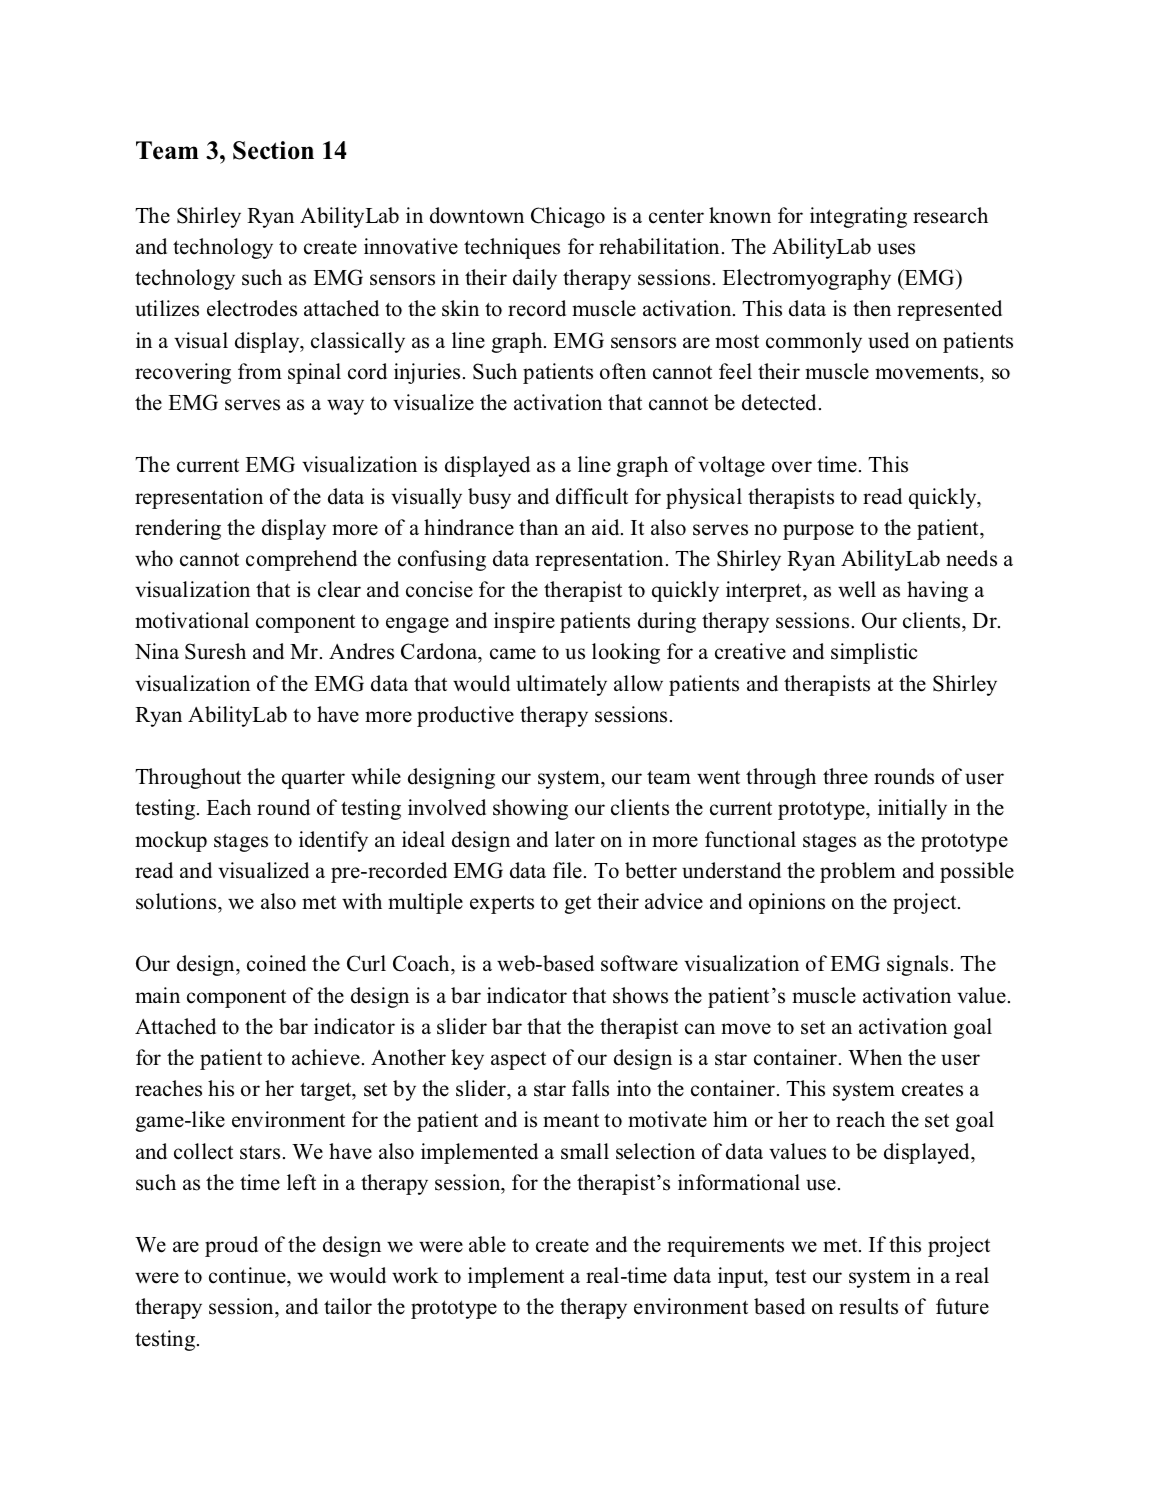 Team 3, Section 14
The Shirley Ryan AbilityLab in downtown Chicago is a center known for integrating research
and technology to create innovative techniques for rehabilitation. The AbilityLab uses
technology such as EMG sensors in their daily therapy sessions. Electromyography (EMG)
utilizes electrodes attached to the skin to record muscle activation. This data is then represented
in a visual display, classically as a line graph. EMG sensors are most commonly used on patients
recovering from spinal cord injuries. Such patients often cannot feel their muscle movements, so
the EMG serves as a way to visualize the activation that cannot be detected.
The current EMG visualization is displayed as a line graph of voltage over time. This
representation of the data is visually busy and difficult for physical therapists to read quickly,
rendering the display more of a hindrance than an aid. It also serves no purpose to the patient,
who cannot comprehend the confusing data representation. The Shirley Ryan AbilityLab needs a
visualization that is clear and concise for the therapist to quickly interpret, as well as having a
motivational component to engage and inspire patients during therapy sessions. Our clients, Dr.
Nina Suresh and Mr. Andres Cardona, came to us looking for a creative and simplistic
visualization of the EMG data that would ultimately allow patients and therapists at the Shirley
Ryan AbilityLab to have more productive therapy sessions.
Throughout the quarter while designing our system, our team went through three rounds of user
testing. Each round of testing involved showing our clients the current prototype, initially in the
mockup stages to identify an ideal design and later on in more functional stages as the prototype
read and visualized a pre-recorded EMG data file. To better understand the problem and possible
solutions, we also met with multiple experts to get their advice and opinions on the project.
Our design, coined the Curl Coach, is a web-based software visualization of EMG signals. The
main component of the design is a bar indicator that shows the patient’s muscle activation value.
Attached to the bar indicator is a slider bar that the therapist can move to set an activation goal
for the patient to achieve. Another key aspect of our design is a star container. When the user
reaches his or her target, set by the slider, a star falls into the container. This system creates a
game-like environment for the patient and is meant to motivate him or her to reach the set goal
and collect stars. We have also implemented a small selection of data values to be displayed,
such as the time left in a therapy session, for the therapist’s informational use.
We are proud of the design we were able to create and the requirements we met. If this project
were to continue, we would work to implement a real-time data input, test our system in a real
therapy session, and tailor the prototype to the therapy environment based on results of  future
testing.